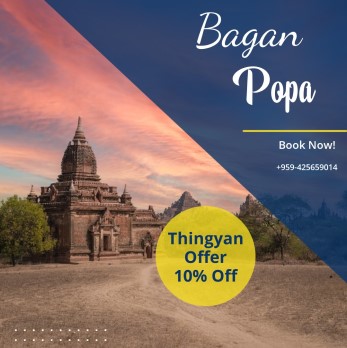 Bagan
Popa
Book Now!
+959-425659014
Thingyan
Offer
10% Off